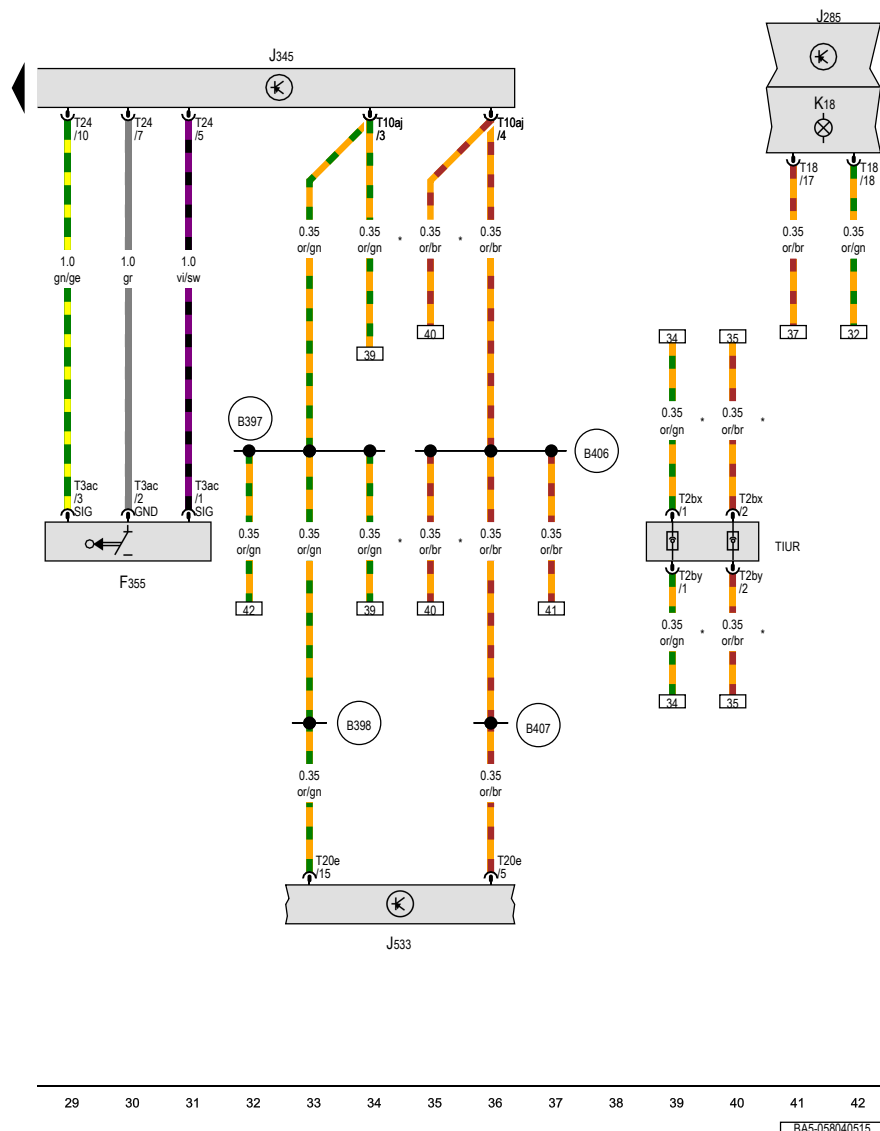 J345
J285
K18
T24
/10
T24
/7
T24
/5
T10aj
/3
T10aj
/4
T18
/17
T18
/18
1.0
gn/ge
1.0
gr
1.0
vi/sw
0.35
or/gn
0.35
or/gn
*
0.35
or/br
*
0.35
or/br
0.35
or/br
0.35
or/gn
39
40
34
35
37
32
B397
B406
0.35
or/gn
*
0.35
or/br
*
T3ac
/3
SIG
T3ac
/2
GND
T3ac
/1
SIG
T2bx
/1
T2bx
/2
0.35
or/gn
0.35
or/gn
0.35
or/gn
*
0.35
or/br
*
0.35
or/br
0.35
or/br
TIUR
F355
T2by
/1
T2by
/2
42
39
40
41
0.35
or/gn
*
0.35
or/br
*
34
35
B398
B407
0.35
or/gn
0.35
or/br
T20e
/15
T20e
/5
J533
29 30 31 32 33 34 35 36 37 38 39 40 41 42
BA5-058040515